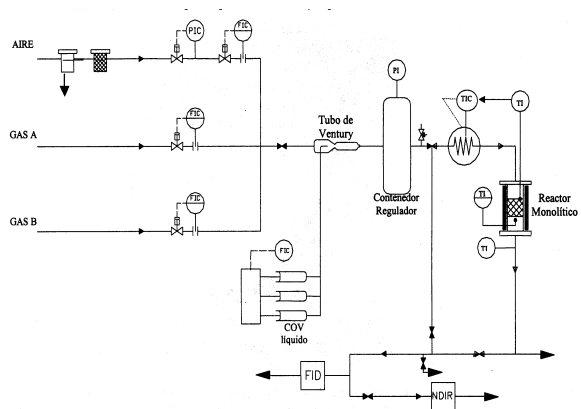 AIRE
PIC
FIC
GAS A
FIC
GAS B
FIC
Tubo de
Ventury
PI
Contenedor
Regulador
TIC
TI
TI
Reactor
Monolítico
TI
FIC
COV
líquido
FID
NDIR